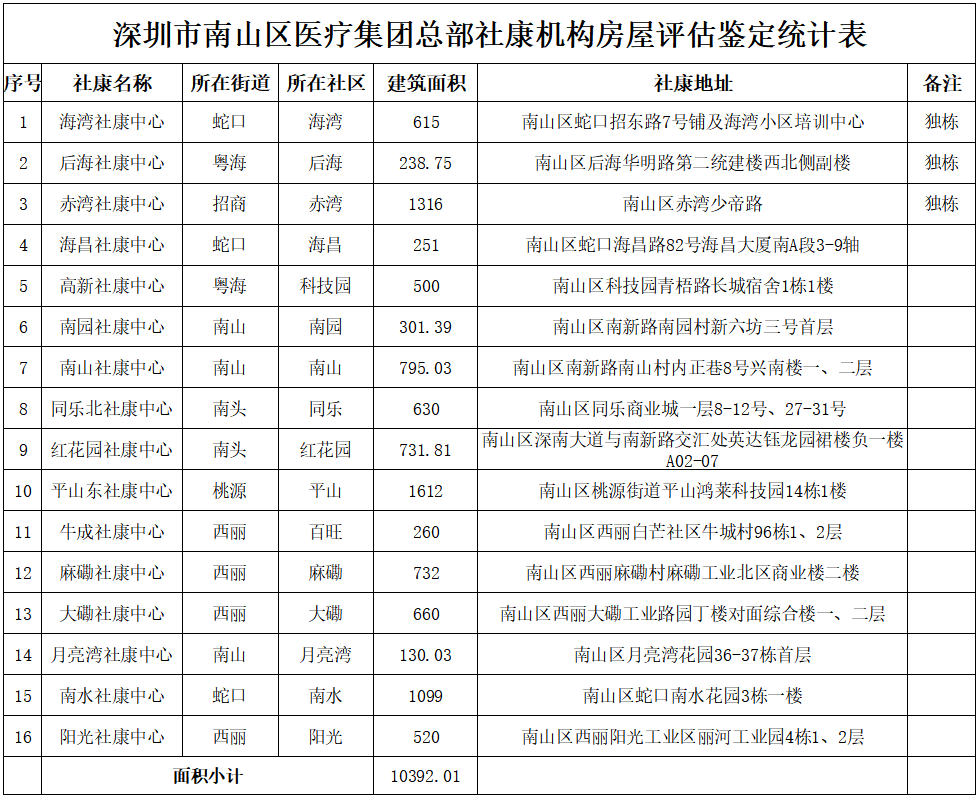 深圳市南山区医疗集团总部社康机构房屋评估鉴定统计表
序号 社康名称 所在街道 所在社区 建筑面积 社康地址 备注
1 海湾社康中心 蛇口 海湾 615 南山区蛇口招东路7号铺及海湾小区培训中心 独栋
2 后海社康中心 粤海 后海 238.75 南山区后海华明路第二统建楼西北侧副楼 独栋
3 赤湾社康中心 招商 赤湾 1316 南山区赤湾少帝路 独栋
4 海昌社康中心 蛇口 海昌 251 南山区蛇口海昌路82号海昌大厦南A段3-9轴
5 高新社康中心 粤海 科技园 500 南山区科技园青梧路长城宿舍1栋1楼
6 南园社康中心 南山 南园 301.39 南山区南新路南园村新六坊三号首层
7 南山社康中心 南山 南山 795.03 南山区南新路南山村内正巷8号兴南楼一、二层
8 同乐北社康中心 南头 同乐 630 南山区同乐商业城一层8-12号、27-31号
9 红花园社康中心 南头 红花园 731.81 南山区深南大道与南新路交汇处英达钰龙园裙楼负一楼
A02-07
10 平山东社康中心 桃源 平山 1612 南山区桃源街道平山鸿莱科技园14栋1楼
11 牛成社康中心 西丽 百旺 260 南山区西丽白芒社区牛城村96栋1、2层
12 麻磡社康中心 西丽 麻磡 732 南山区西丽麻磡村麻磡工业北区商业楼二楼
13 大磡社康中心 西丽 大磡 660 南山区西丽大磡工业路园丁楼对面综合楼一、二层
14 月亮湾社康中心 南山 月亮湾 130.03 南山区月亮湾花园36-37栋首层
15 南水社康中心 蛇口 南水 1099 南山区蛇口南水花园3栋一楼
16 阳光社康中心 西丽 阳光 520 南山区西丽阳光工业区丽河工业园4栋1、2层
面积小计 10392.01